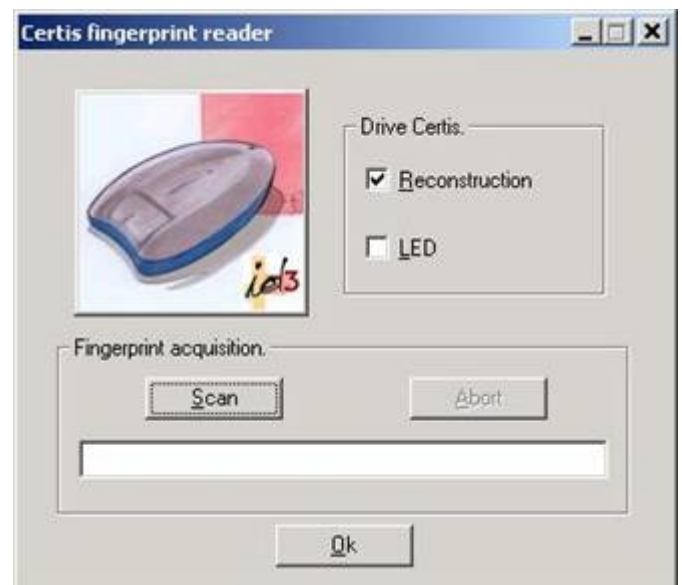 Certis fingerprint reader
Drive Certis.
Reconstruction
LED
id3
Fingerprint acquisition.
Scan
Abort
Ok